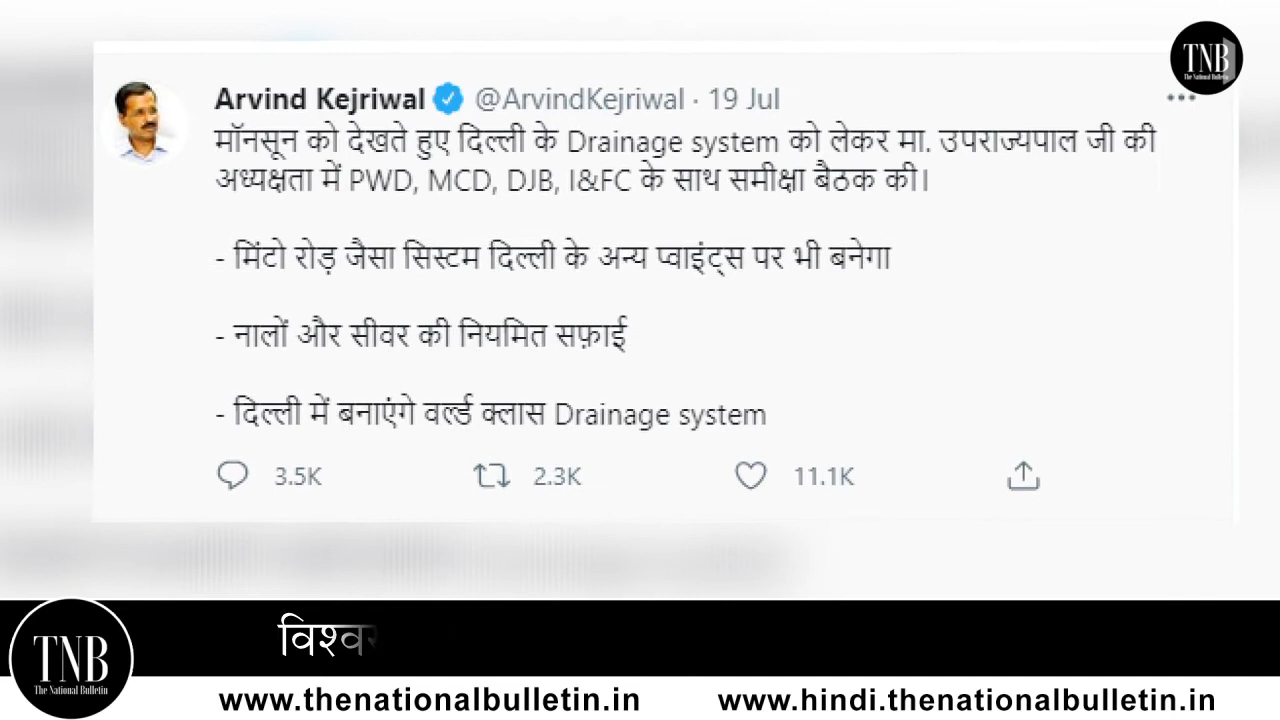 TNB
The National Bulletin
Arvind Kejriwal @ArvindKejriwal · 19 Jul
मॉनसून को देखते हुए दिल्ली के Drainage system को लेकर मा. उपराज्यपाल जी की
अध्यक्षता में PWD, MCD, DJB, I&FC के साथ समीक्षा बैठक की।
- मिंटो रोड़ जैसा सिस्टम दिल्ली के अन्य प्वाइंट्स पर भी बनेगा
- नालों और सीवर की नियमित सफ़ाई
- दिल्ली में बनाएंगे वर्ल्ड क्लास Drainage system
3.5K 2.3K 11.1K
TNB
The National Bulletin
www.thenationalbulletin.in www.hindi.thenationalbulletin.in